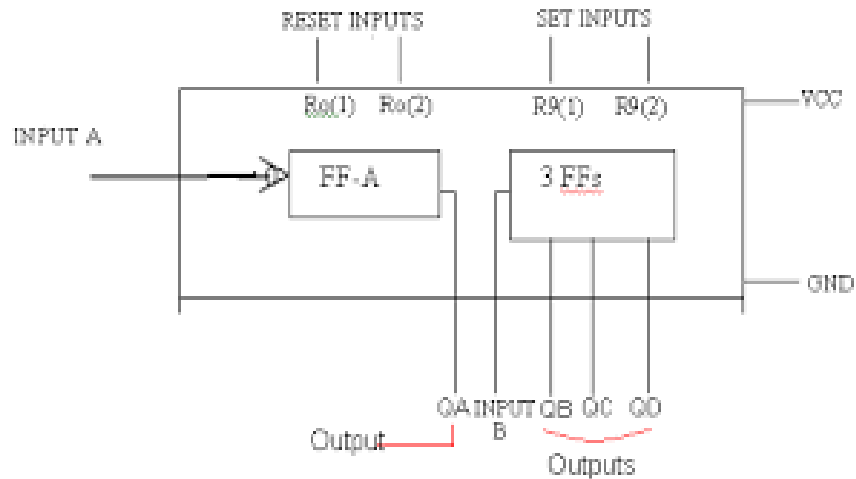 RESET INPUTS SET INPUTS
Ro(1) Ro(2) R9(1) R9(2) VCC
INPUT A
FF-A 3 FFs
GND
QA INPUT B QB QC QD
Output
Outputs